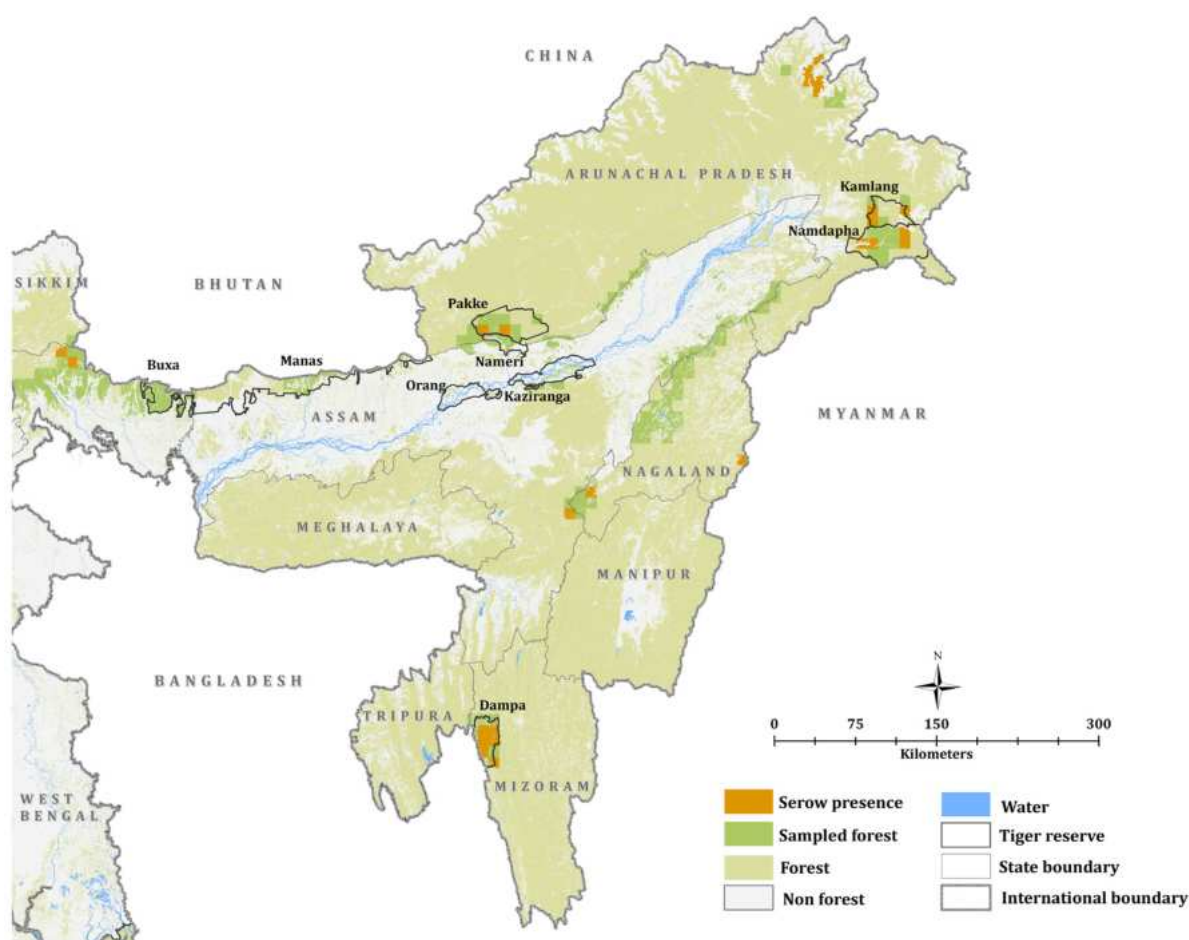 CHINA
ARUNACHAL PRADESH
Kamlang
Namdapha
SIKKIM
BHUTAN
Pakke
Buxa
Manas
Nameri
Orang
Kaziranga
ASSAM
MYANMAR
NAGALAND
MEGHALAYA
MANIPUR
BANGLADESH
N
TRIPURA
Dampa
0 75 150 300
Kilometers
MIZORAM
WEST
BENGAL
Serow presence
Water
Sampled forest
Tiger reserve
Forest
State boundary
Non forest
International boundary